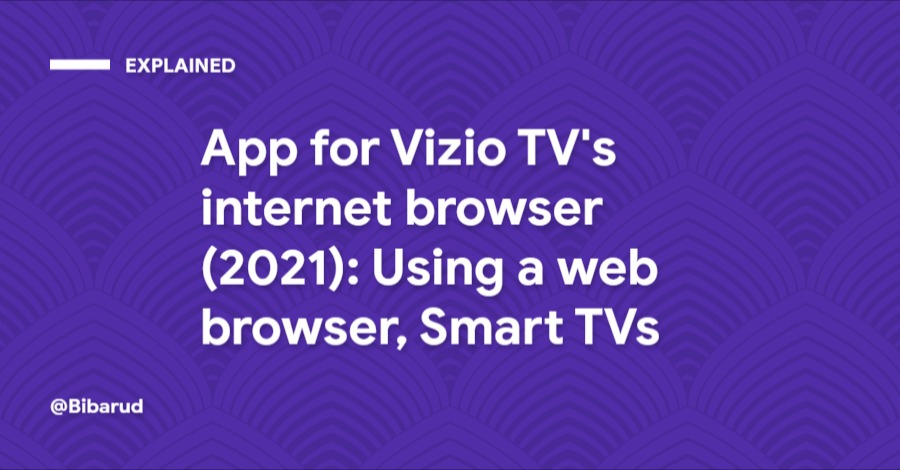 EXPLAINED
App for Vizio TV's
internet browser
(2021): Using a web
browser, Smart TVs
@Bibarud